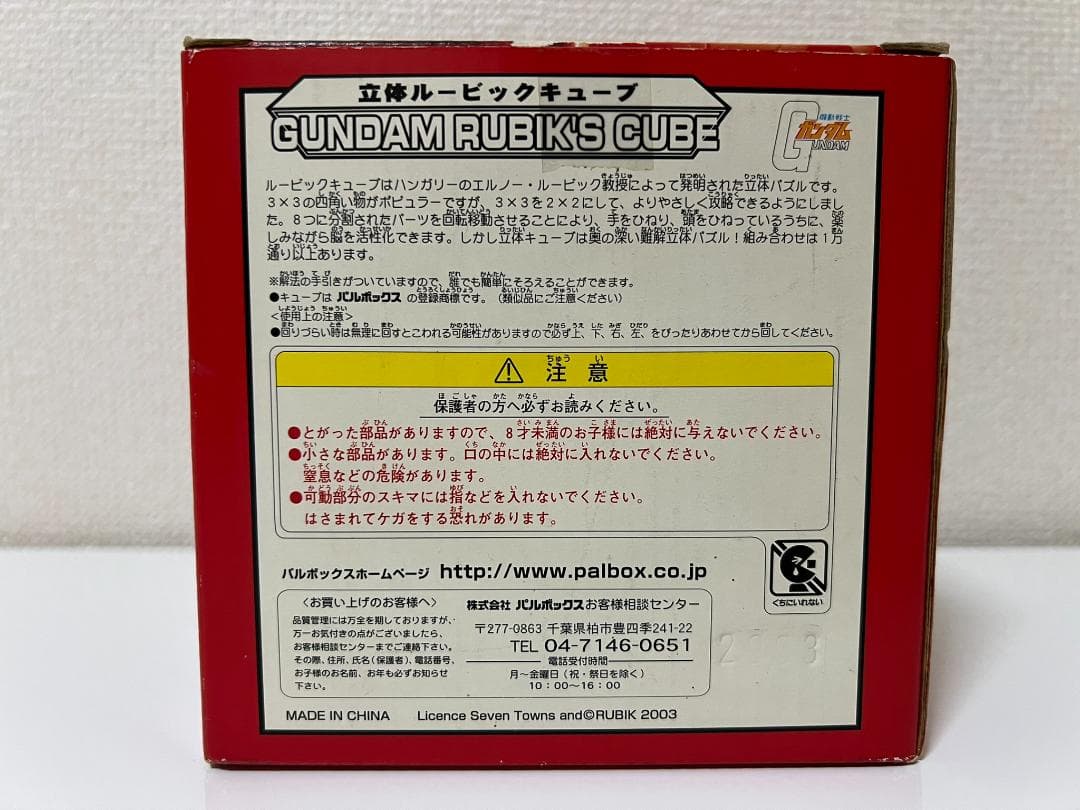 立体ルービックキューブ
GUNDAM RUBIK'S CUBE
機動戦士
ガンダム
GUNDAM
ルービックキューブはハンガリーのエルノー・ルービック教授によって発明された立体パズルです。
3×3の四角い物がポピュラーですが、3×3を2×2にして、よりやさしく攻略できるようにしまし
た。8つに分割されたパーツを回転移動させることにより、手をひねり、頭をひねっているうちに、楽
しみながら脳を活性化できます。しかし立体キューブは奥の深い難解立体パズル!組み合わせは1万
通り以上あります。
※解法の手引きがついていますので、誰でも簡単にそろえることができます。
●キューブは パルボックス の登録商標です。(類似品にご注意ください)
<使用上の注意>
●回りづらい時は無理に回すとこわれる可能性がありますので必ず上、下、右、左、をぴったりあわせてから回してください。
⚠ 注意
保護者の方へ必ずお読みください。
●とがった部品がありますので、8才未満のお子様には絶対に与えないでください。
●小さな部品があります。口の中には絶対に入れないでください。
窒息などの危険があります。
●可動部分のスキマには指などを入れないでください。
はさまれてケガをする恐れがあります。
パルボックスホームページ http://www.palbox.co.jp
くちにいれない
〈お買い上げのお客様へ〉
品質管理には万全を期しておりますが、
万一お気付きの点がございましたら、
お客様相談センターまでご連絡下さい。
その際、住所、氏名(保護者)、電話番号、
お子様のお名前、お年も必ずお知らせ
下さい。
株式会社 パルボックスお客様相談センター
〒277-0863 千葉県柏市豊四季241-22
TEL 04-7146-0651
電話受付時間
月〜金曜日(祝・祭日を除く)
10:00〜16:00
MADE IN CHINA Licence Seven Towns and©RUBIK 2003